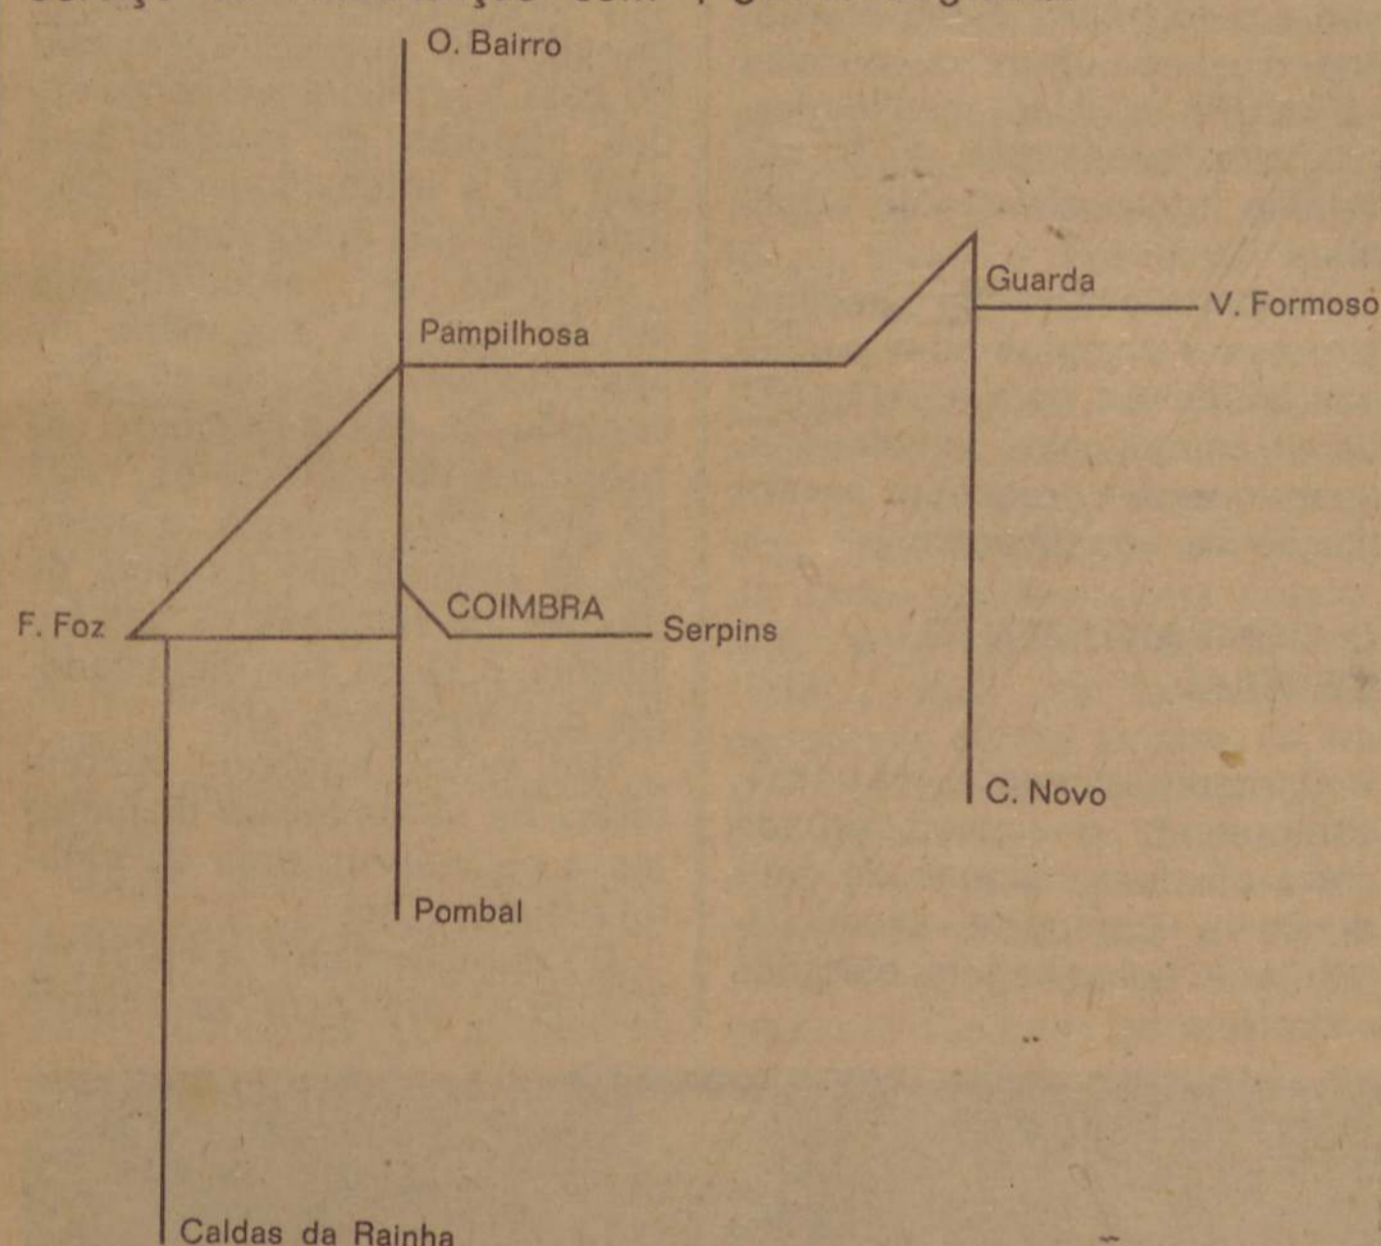 O. Bairro
Guarda
V. Formoso
Pampilhosa
COIMBRA
F. Foz
Serpins
C. Novo
Pombal
Caldas da Rainha